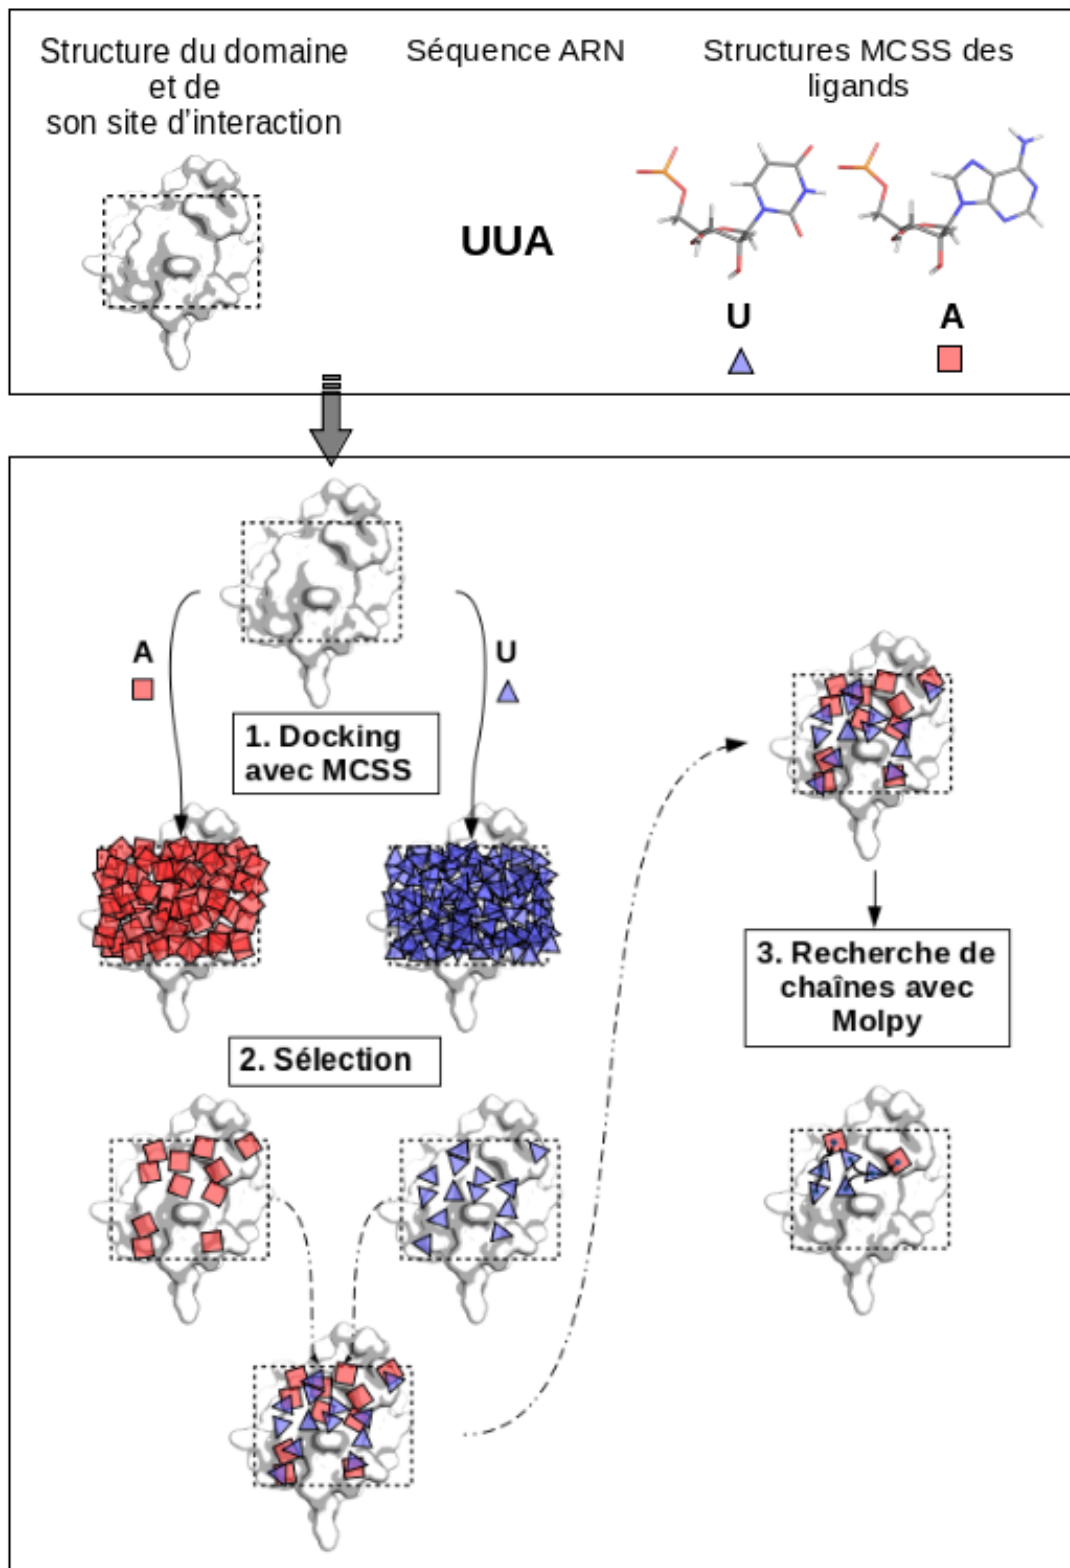 Structure du domaine
et de
son site d'interaction
Séquence ARN
Structures MCSS des
ligands
UUA
U
A
A
U
1. Docking
avec MCSS
2. Sélection
3. Recherche de
chaînes avec
Molpy